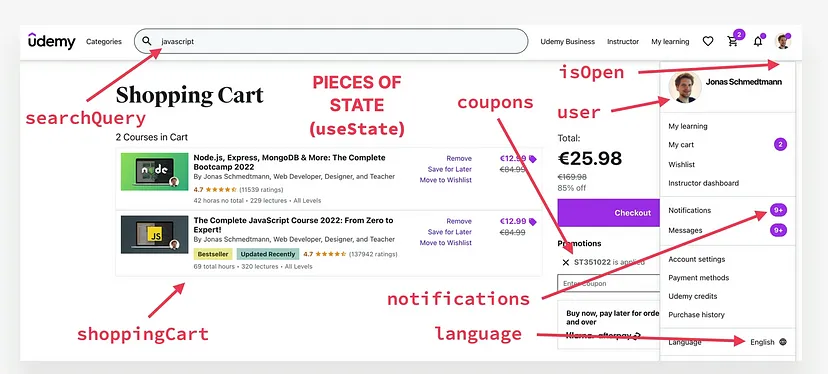 ûdemy Categories javascript Udemy Business Instructor My learning 2
isOpen
PIECES OF
STATE
(useState)
coupons
Jonas Schmedtmann
user
Shopping Cart
searchQuery
2 Courses in Cart
Node.js, Express, MongoDB & More: The Complete
Bootcamp 2022
By Jonas Schmedtmann, Web Developer, Designer, and Teacher
4.7 (11539 ratings)
42 horas no total • 229 lectures • All Levels
Remove
Save for Later
Move to Wishlist
€12.99
€84.99
The Complete JavaScript Course 2022: From Zero to
Expert!
By Jonas Schmedtmann, Web Developer, Designer, and Teacher
Bestseller Updated Recently 4.7 (137942 ratings)
69 total hours • 320 lectures • All Levels
Remove
Save for Later
Move to Wishlist
€12.99
€84.99
node
JS
shoppingCart
Total:
€25.98
€169.98
85% off
Checkout
Promotions
ST351022 is applied
Enter Coupon
Buy now, pay later for orde
and over
Klarna. afterpay
My learning
My cart 2
Wishlist
Instructor dashboard
Notifications 9+
Messages 9+
Account settings
Payment methods
Udemy credits
Purchase history
Language English
notifications
language